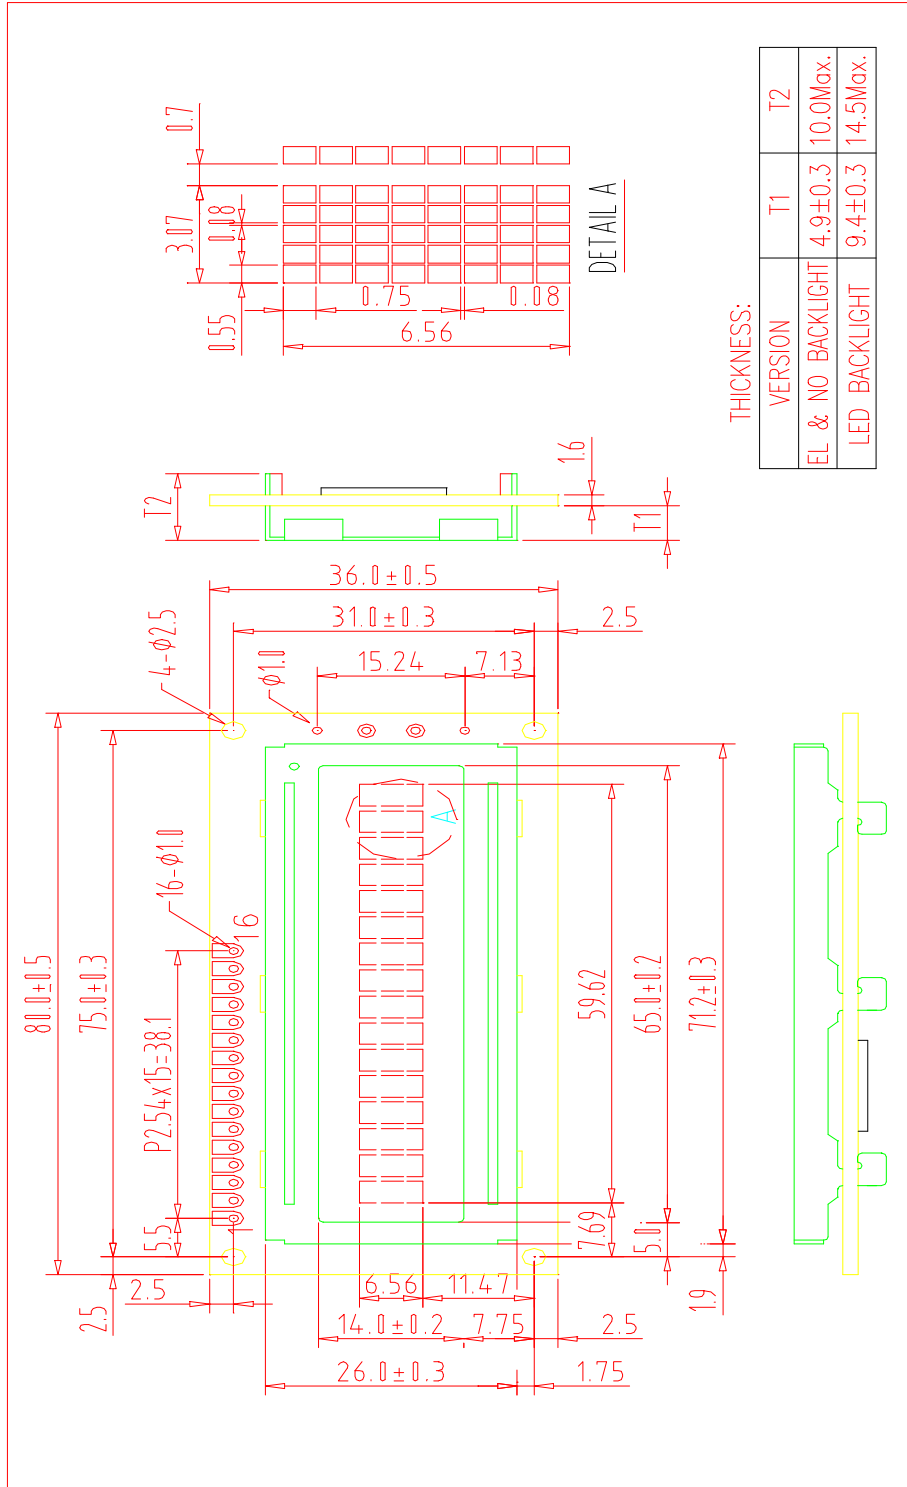 0.7
3.07
0.08
0.55
0.75
0.08
6.56
DETAIL A
THICKNESS:
VERSION T1 T2
EL & NO BACKLIGHT 4.9±0.3 10.0Max.
LED BACKLIGHT 9.4±0.3 14.5Max.
T2
1.6
T1
36.0±0.5
31.0±0.3
2.5
15.24
7.13
4-ϕ2.5
ϕ1.0
16-ϕ1.0
A
16
1
80.0±0.5
75.0±0.3
P2.54x15=38.1
5.5
2.5
2.5
59.62
65.0±0.2
71.2±0.3
7.69
5.0
1.9
6.56
11.47
14.0±0.2
7.75
2.5
26.0±0.3
1.75